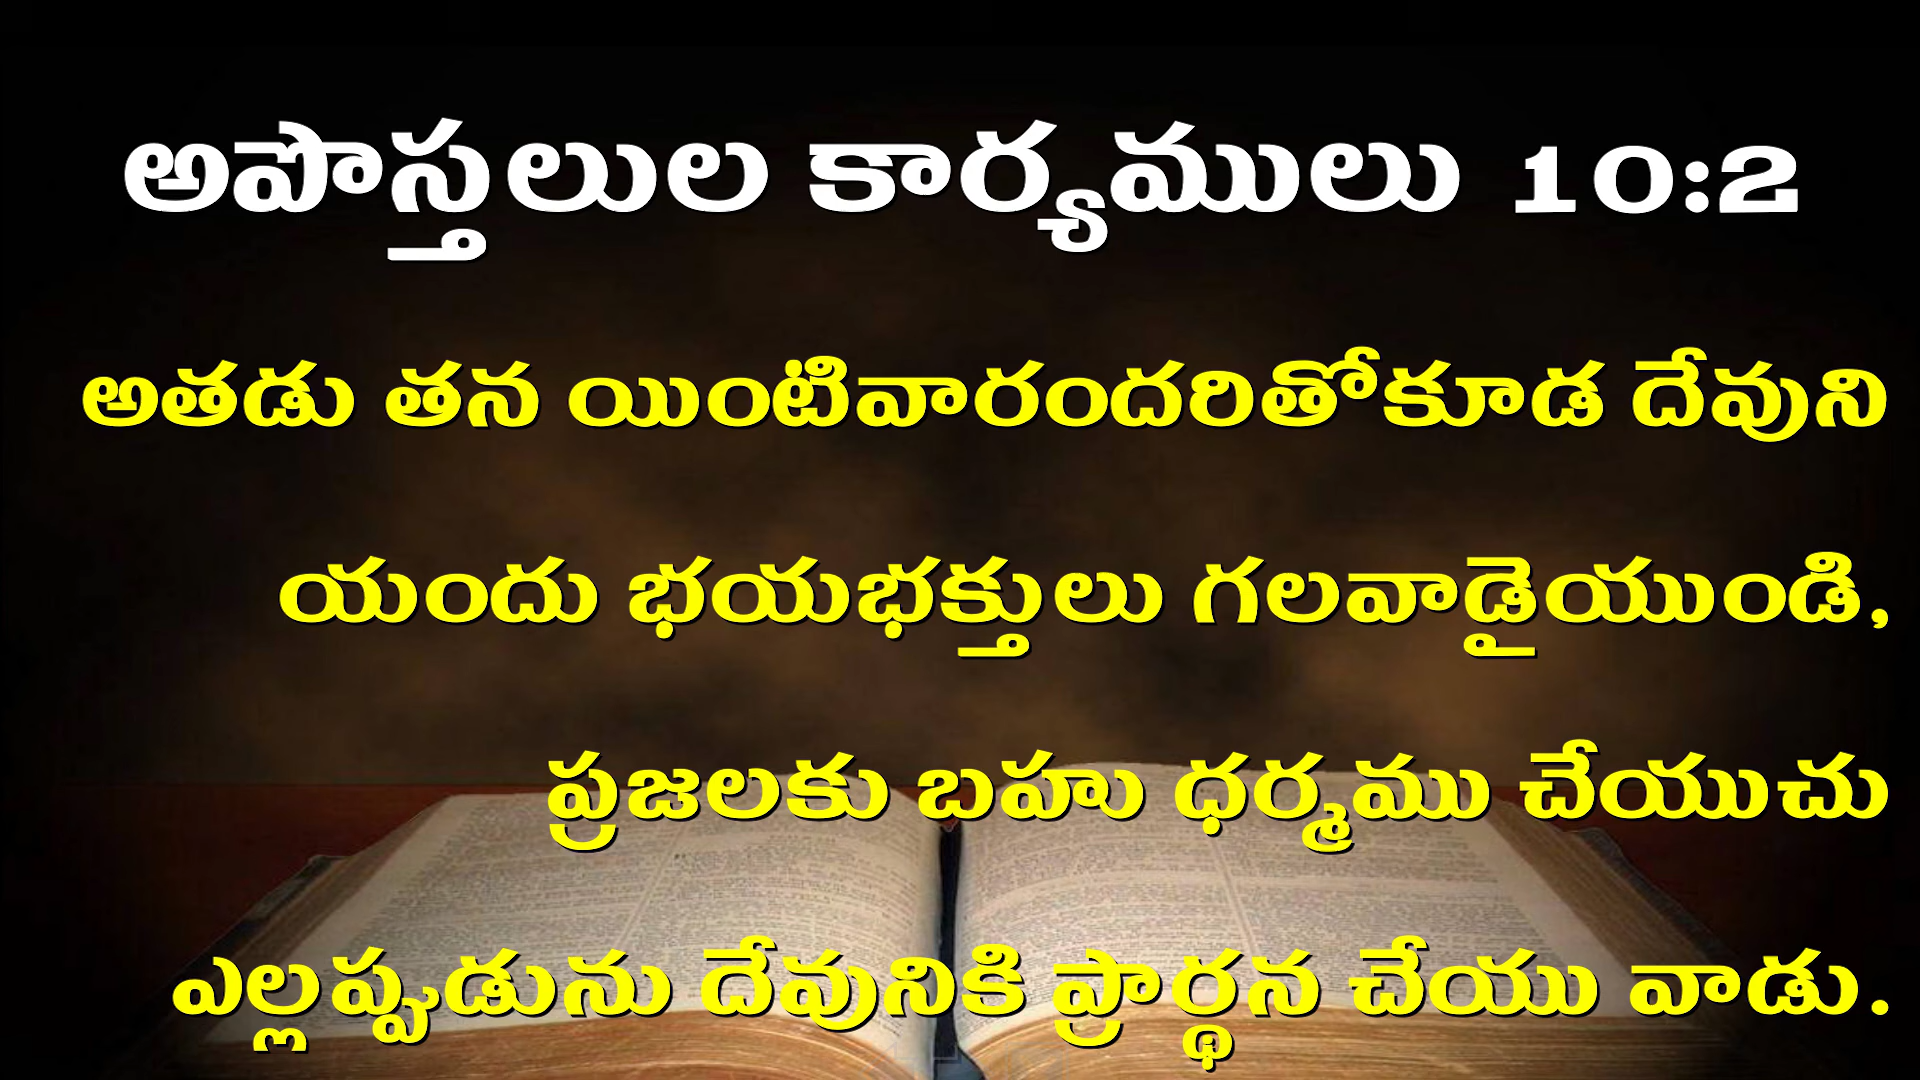 అపొస్తలుల కార్యములు 10:2
అతడు తన యింటివారందరితోకూడ దేవుని
యందు భయభక్తులు గలవాడైయుండి,
ప్రజలకు బహు ధర్మము చేయుచు
ఎల్లప్పుడును దేవునికి ప్రార్థన చేయు వాడు.